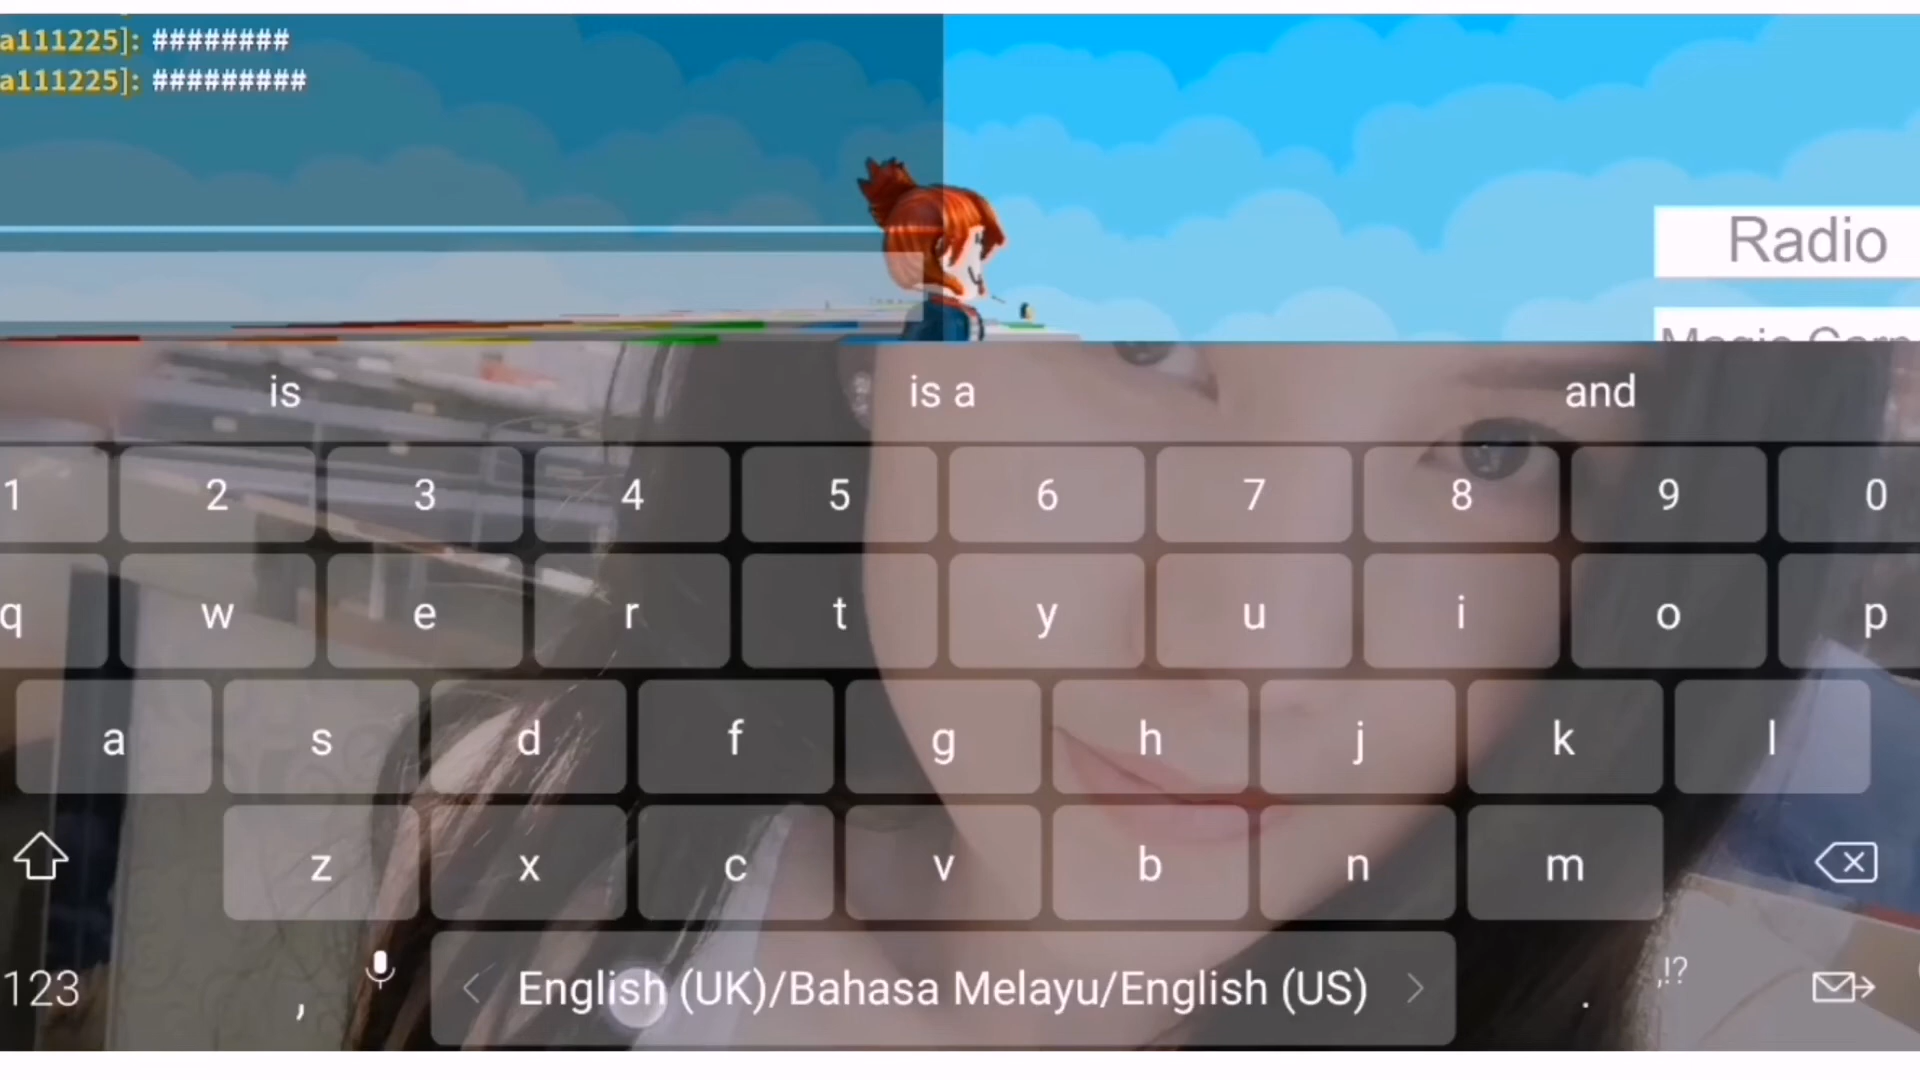 a111225]: ########
a111225]: #########
Radio
is is a and
1 2 3 4 5 6 7 8 9 0
q w e r t y u i o p
a s d f g h j k l
z x c v b n m
123 , < English (UK)/Bahasa Melayu/English (US) > . ,!?